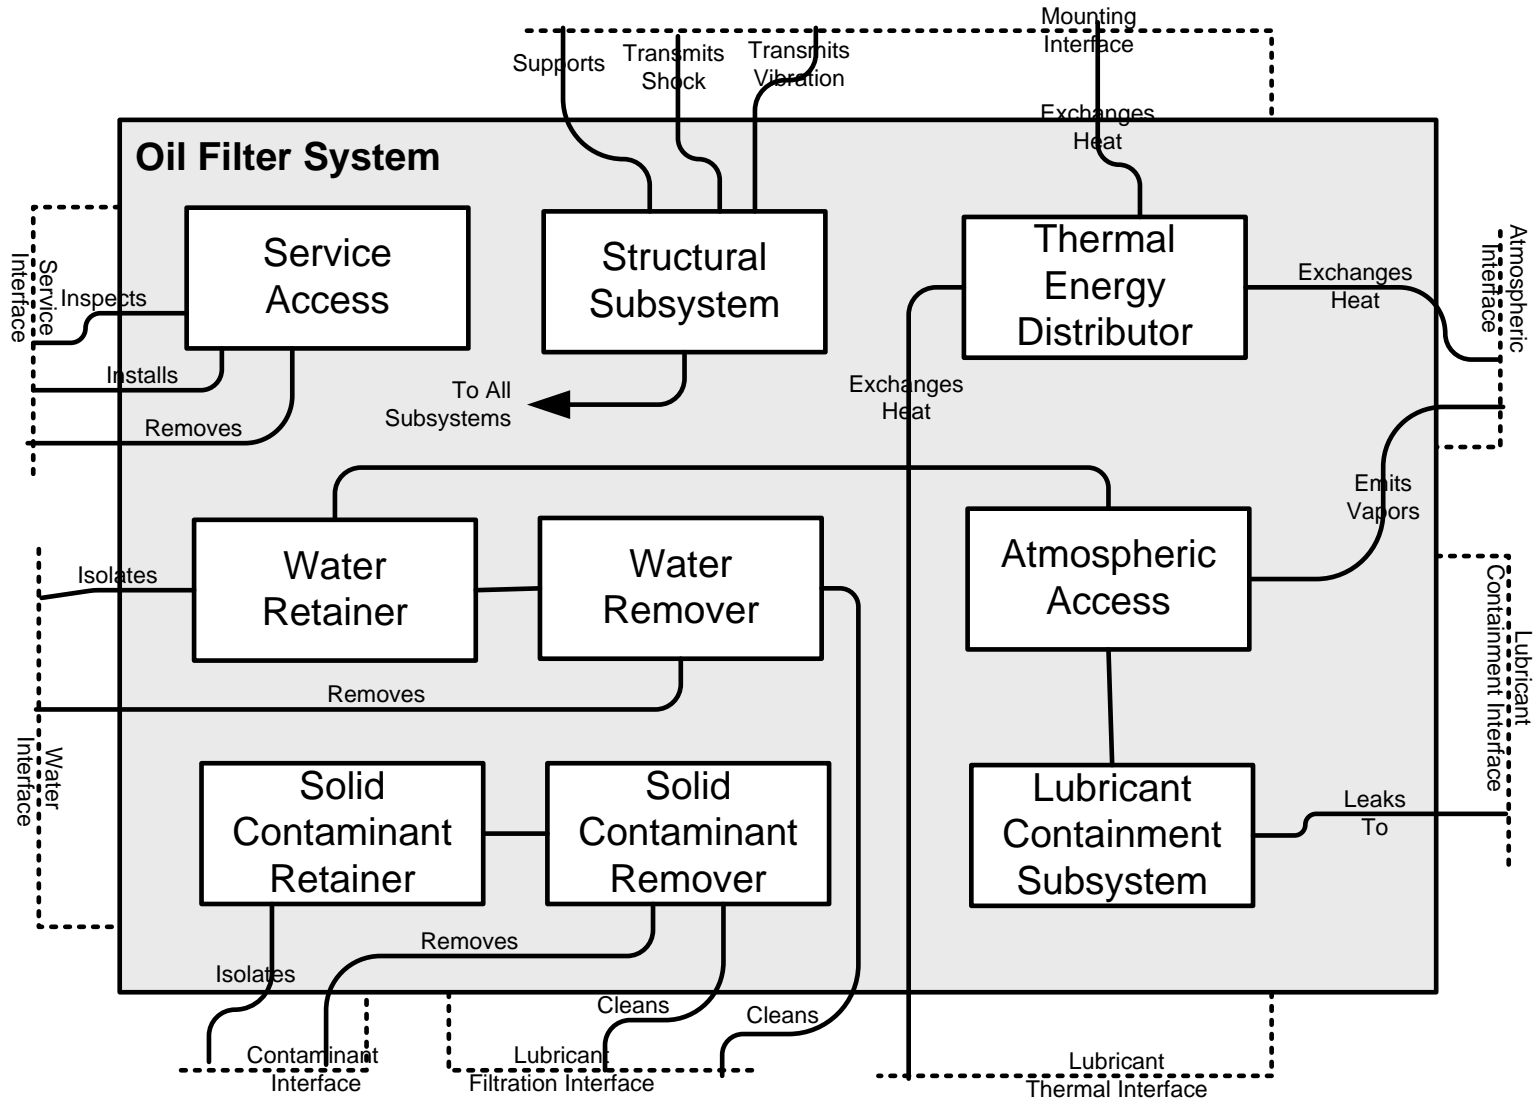 Mounting
Interface
Supports
Transmits
Shock
Transmits
Vibration
Exchanges
Heat
Oil Filter System
Service
Interface
Service
Access
Structural
Subsystem
Thermal
Energy
Distributor
Atmospheric
Interface
Inspects
Installs
Removes
Exchanges
Heat
To All
Subsystems
Exchanges
Heat
Emits
Vapors
Isolates
Water
Retainer
Water
Remover
Atmospheric
Access
Lubricant
Containment Interface
Removes
Water
Interface
Solid
Contaminant
Retainer
Solid
Contaminant
Remover
Lubricant
Containment
Subsystem
Leaks
To
Removes
Isolates
Cleans
Cleans
Contaminant
Interface
Lubricant
Filtration Interface
Lubricant
Thermal Interface